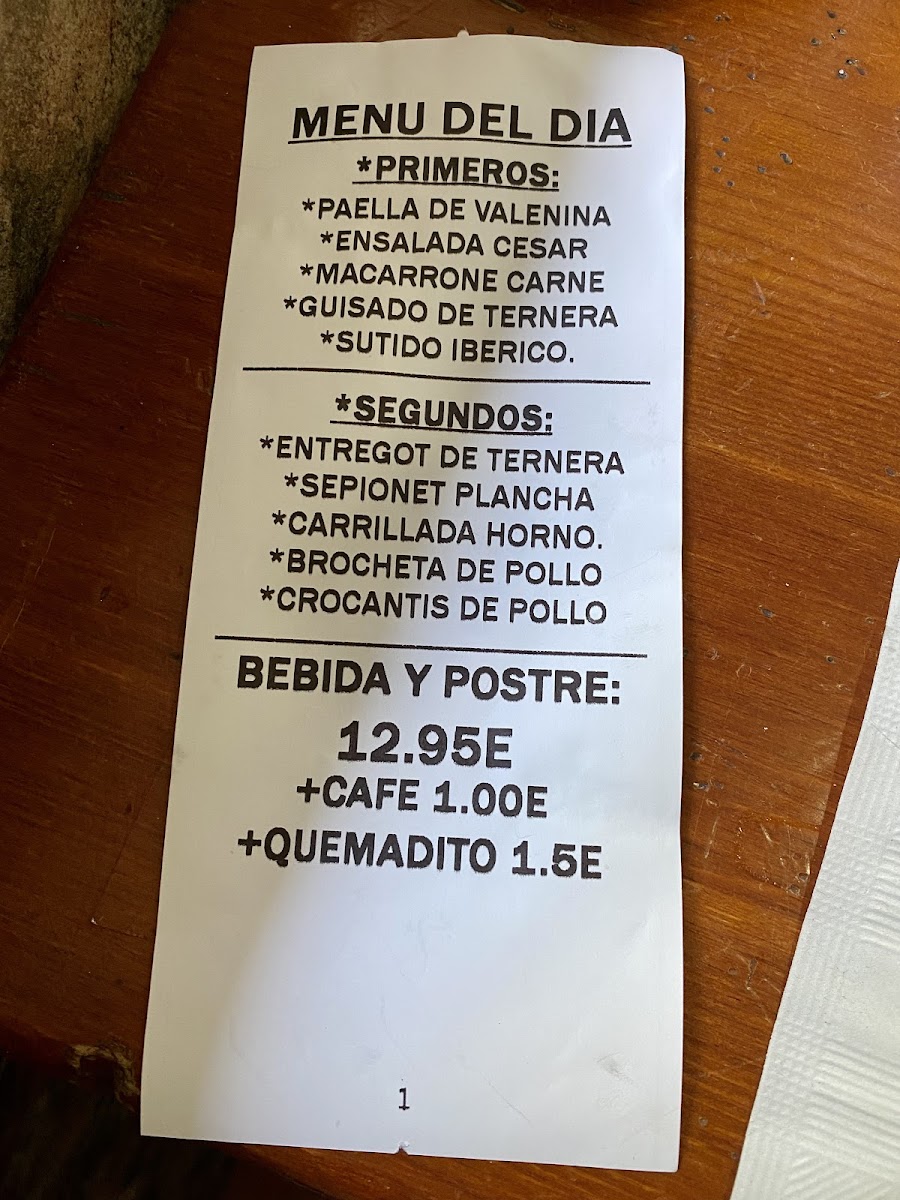 MENU DEL DIA
*PRIMEROS:
*PAELLA DE VALENINA
*ENSALADA CESAR
*MACARRONE CARNE
*GUISADO DE TERNERA
*SUTIDO IBERICO.
*SEGUNDOS:
*ENTREGOT DE TERNERA
*SEPIONET PLANCHA
*CARRILLADA HORNO.
*BROCHETA DE POLLO
*CROCANTIS DE POLLO
BEBIDA Y POSTRE:
12.95E
+CAFE 1.00E
+QUEMADITO 1.5E
1